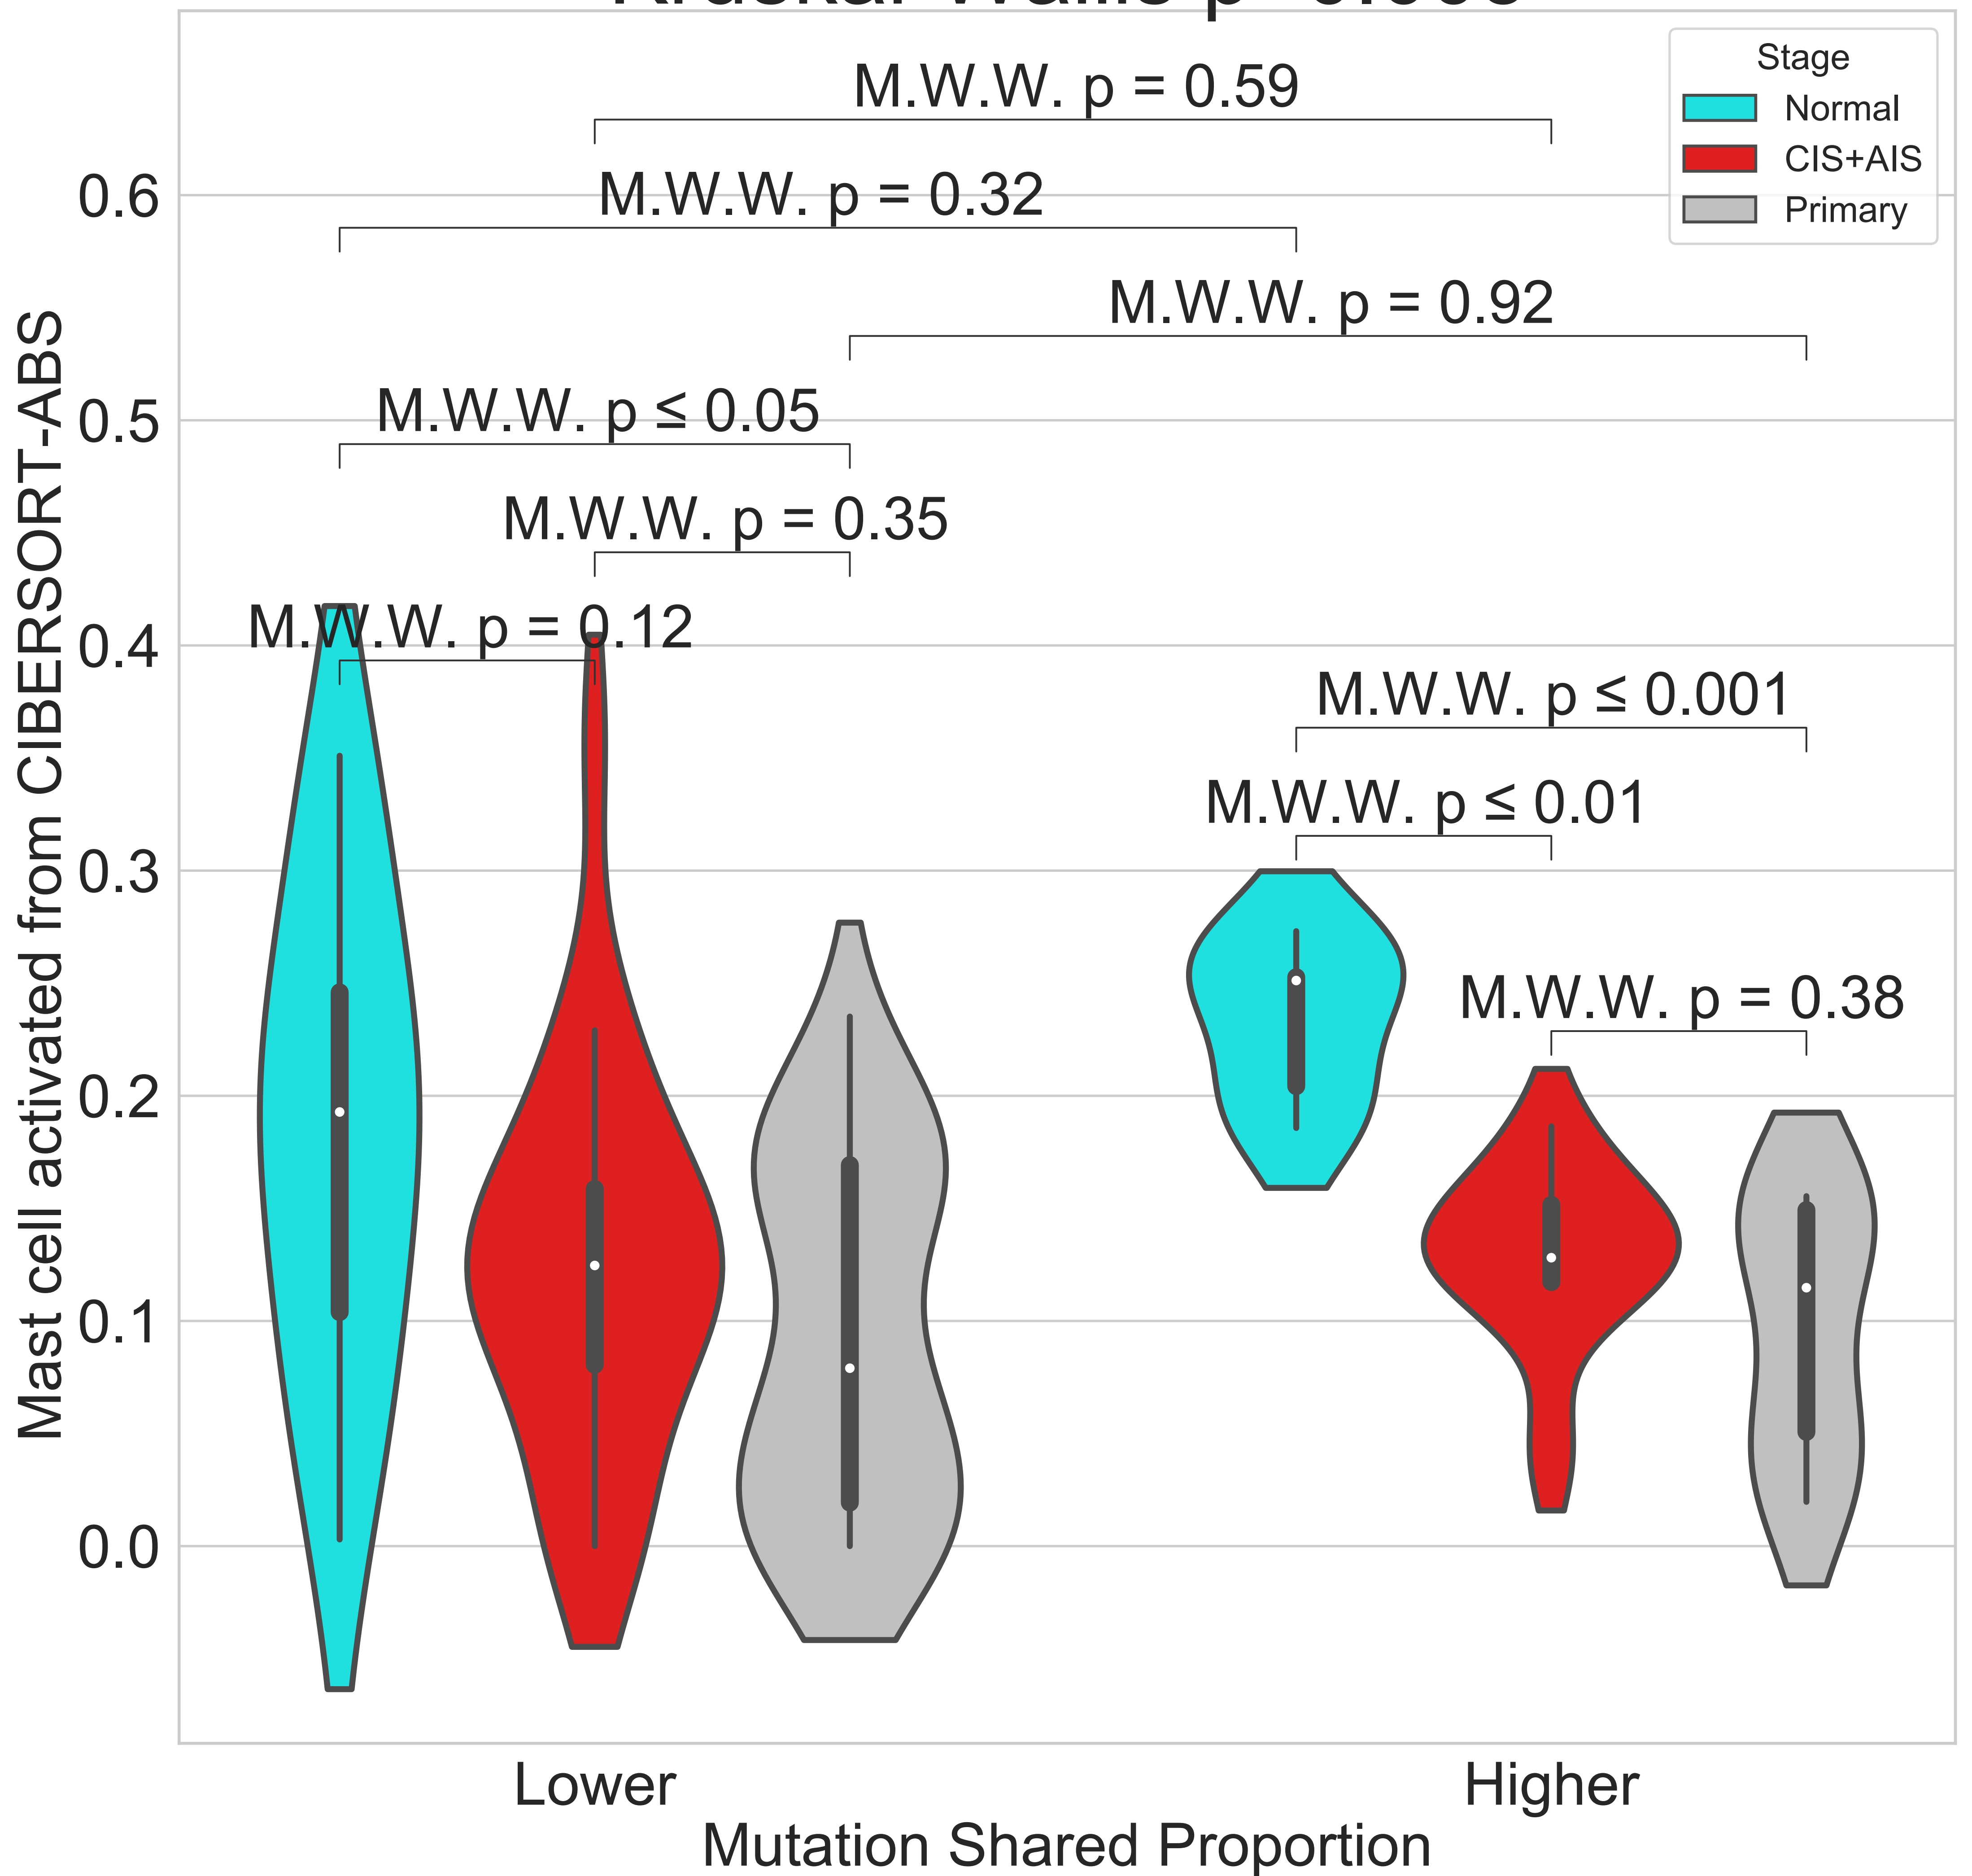 Stage
Normal
CIS+AIS
Primary
M.W.W. p = 0.59
M.W.W. p = 0.32
M.W.W. p = 0.92
M.W.W. p ≤ 0.05
M.W.W. p = 0.35
M.W.W. p = 0.12
M.W.W. p ≤ 0.001
M.W.W. p ≤ 0.01
M.W.W. p = 0.38
Mast cell activated from CIBERSORT-ABS
0.6
0.5
0.4
0.3
0.2
0.1
0.0
Lower
Higher
Mutation Shared Proportion